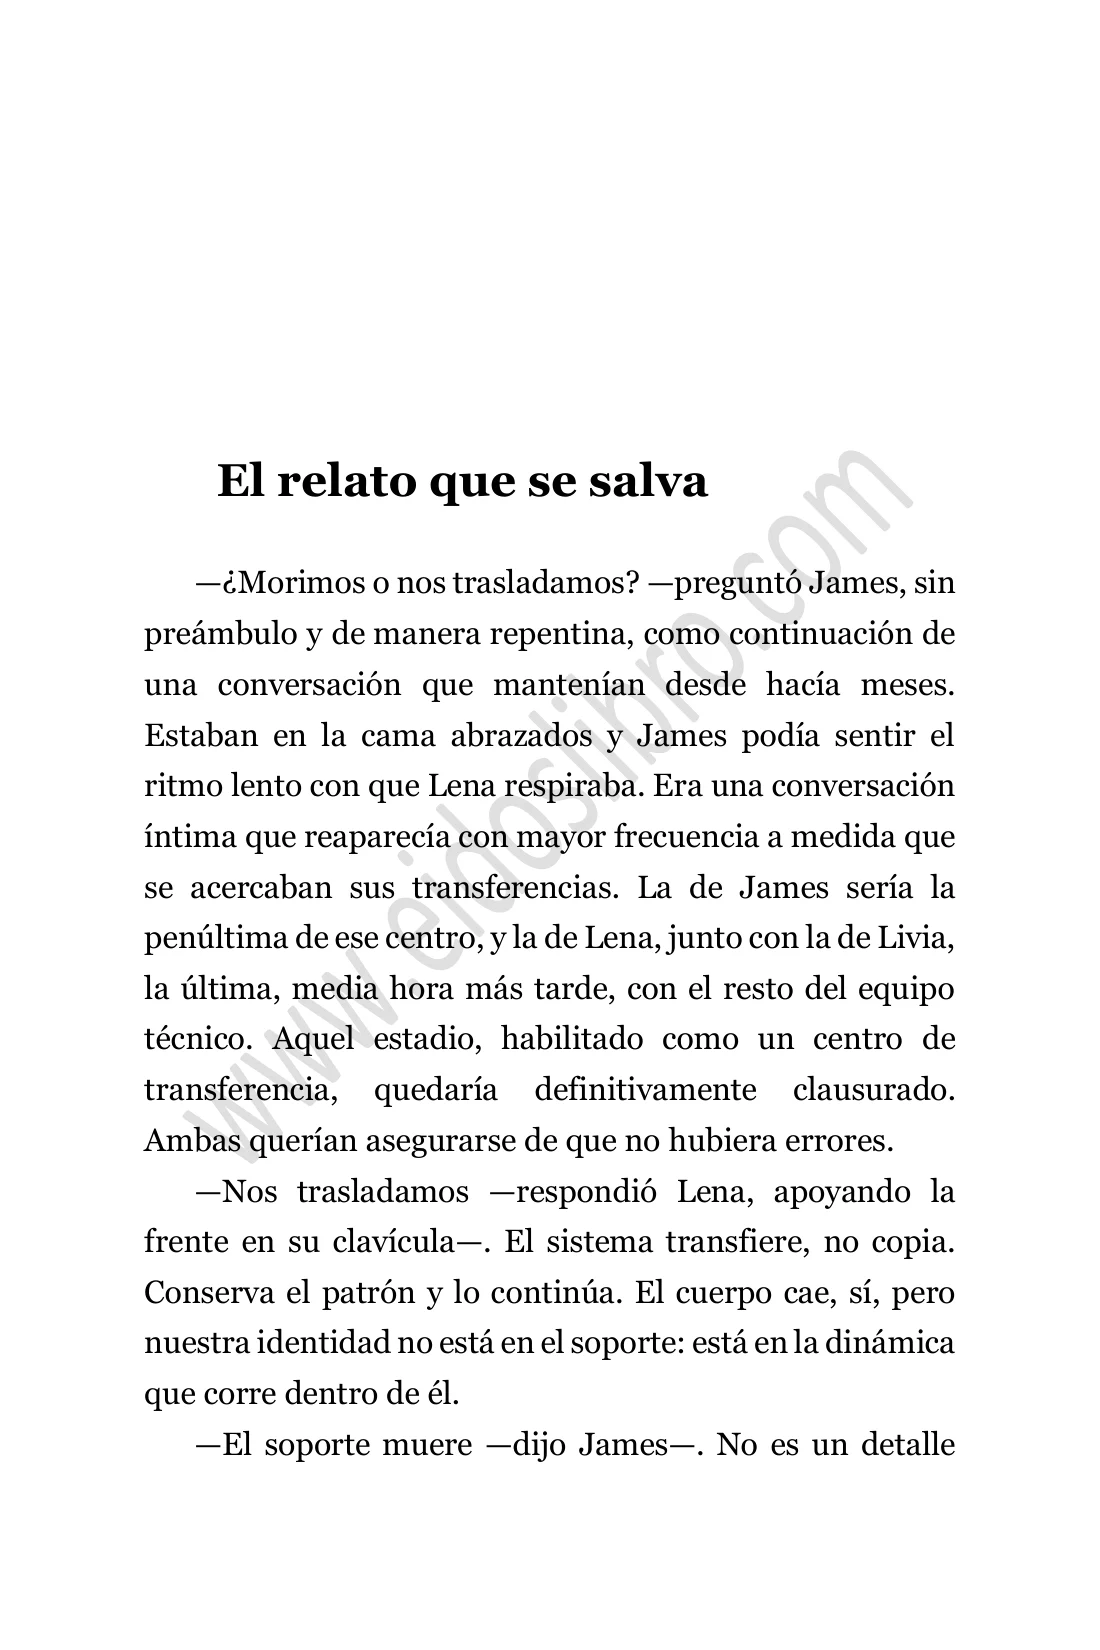 El relato que se salva
—¿Morimos o nos trasladamos? —preguntó James, sin
preámbulo y de manera repentina, como continuación de
una conversación que mantenían desde hacía meses.
Estaban en la cama abrazados y James podía sentir el
ritmo lento con que Lena respiraba. Era una conversación
íntima que reaparecía con mayor frecuencia a medida que
se acercaban sus transferencias. La de James sería la
penúltima de ese centro, y la de Lena, junto con la de Livia,
la última, media hora más tarde, con el resto del equipo
técnico. Aquel estadio, habilitado como un centro de
transferencia, quedaría definitivamente clausurado.
Ambas querían asegurarse de que no hubiera errores.
—Nos trasladamos —respondió Lena, apoyando la
frente en su clavícula—. El sistema transfiere, no copia.
Conserva el patrón y lo continúa. El cuerpo cae, sí, pero
nuestra identidad no está en el soporte: está en la dinámica
que corre dentro de él.
—El soporte muere —dijo James—. No es un detalle
www.eidoslibro.com